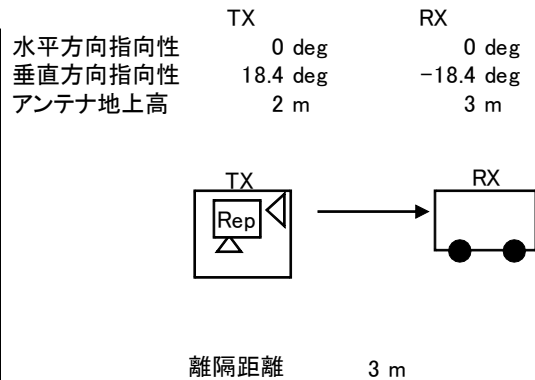 TX RX
水平方向指向性 0 deg 0 deg
垂直方向指向性 18.4 deg -18.4 deg
アンテナ地上高 2 m 3 m
TX RX
Rep
離隔距離 3 m